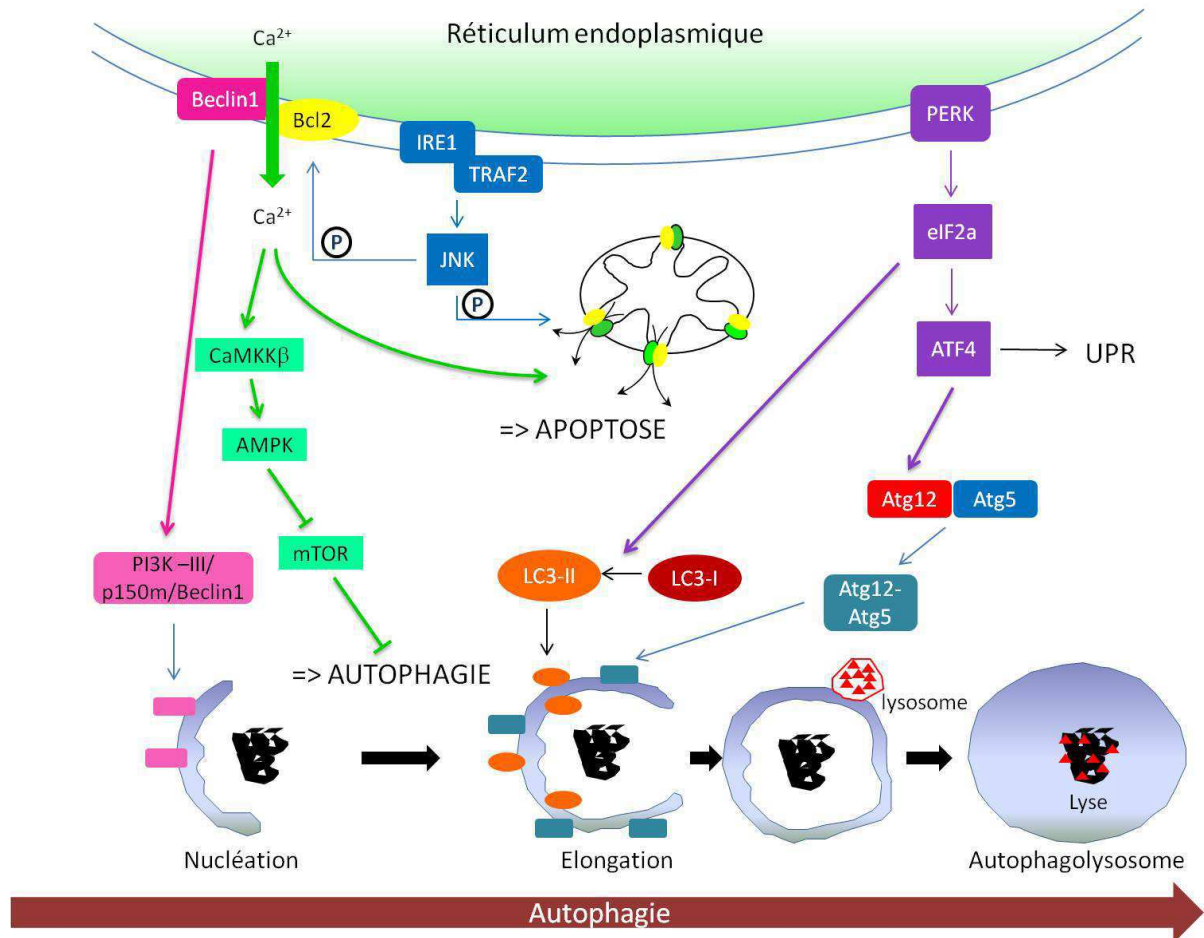 Ca²⁺
Réticulum endoplasmique
Beclin1
Bcl2
PERK
IRE1
TRAF2
Ca²⁺
P
eIF2a
JNK
P
CaMKKβ
ATF4
UPR
=> APOPTOSE
AMPK
Atg12
Atg5
mTOR
PI3K –III/
p150m/Beclin1
LC3-II
LC3-I
Atg12-
Atg5
=> AUTOPHAGIE
lysosome
Lyse
Nucléation
Elongation
Autophagolysosome
Autophagie